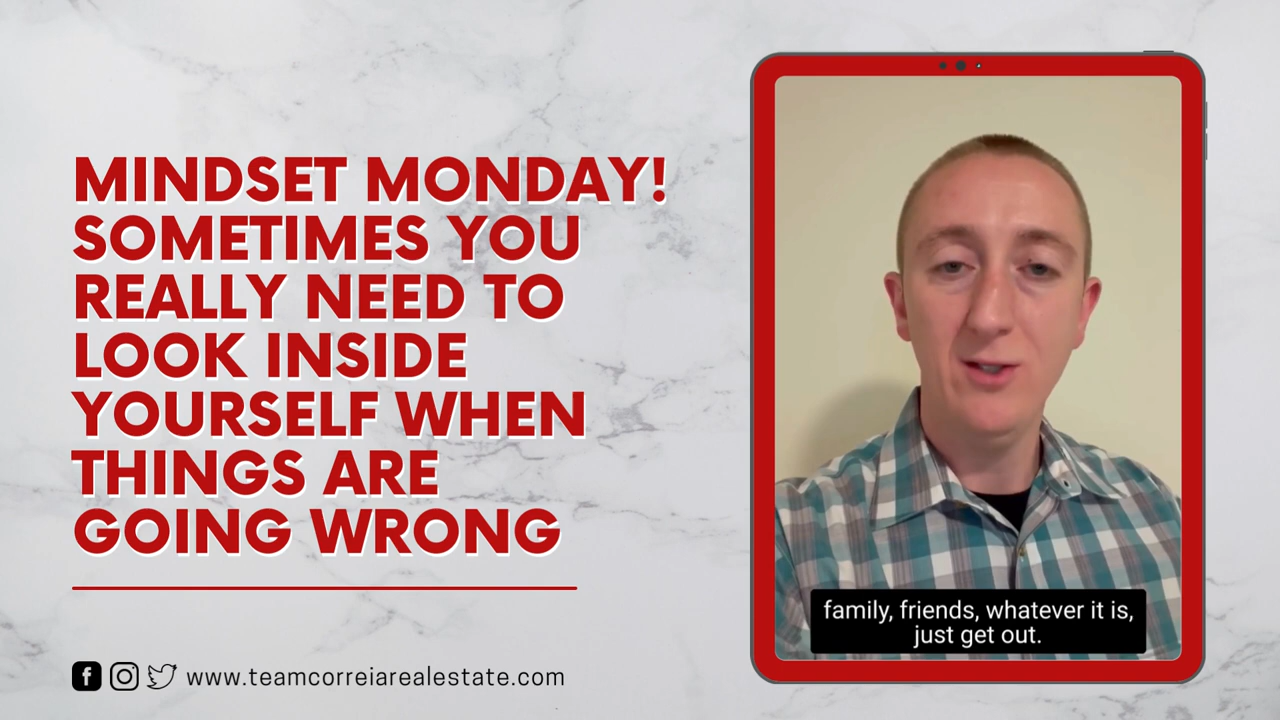 MINDSET MONDAY!
SOMETIMES YOU
REALLY NEED TO
LOOK INSIDE
YOURSELF WHEN
THINGS ARE
GOING WRONG
www.teamcorreiarealestate.com
family, friends, whatever it is,
just get out.